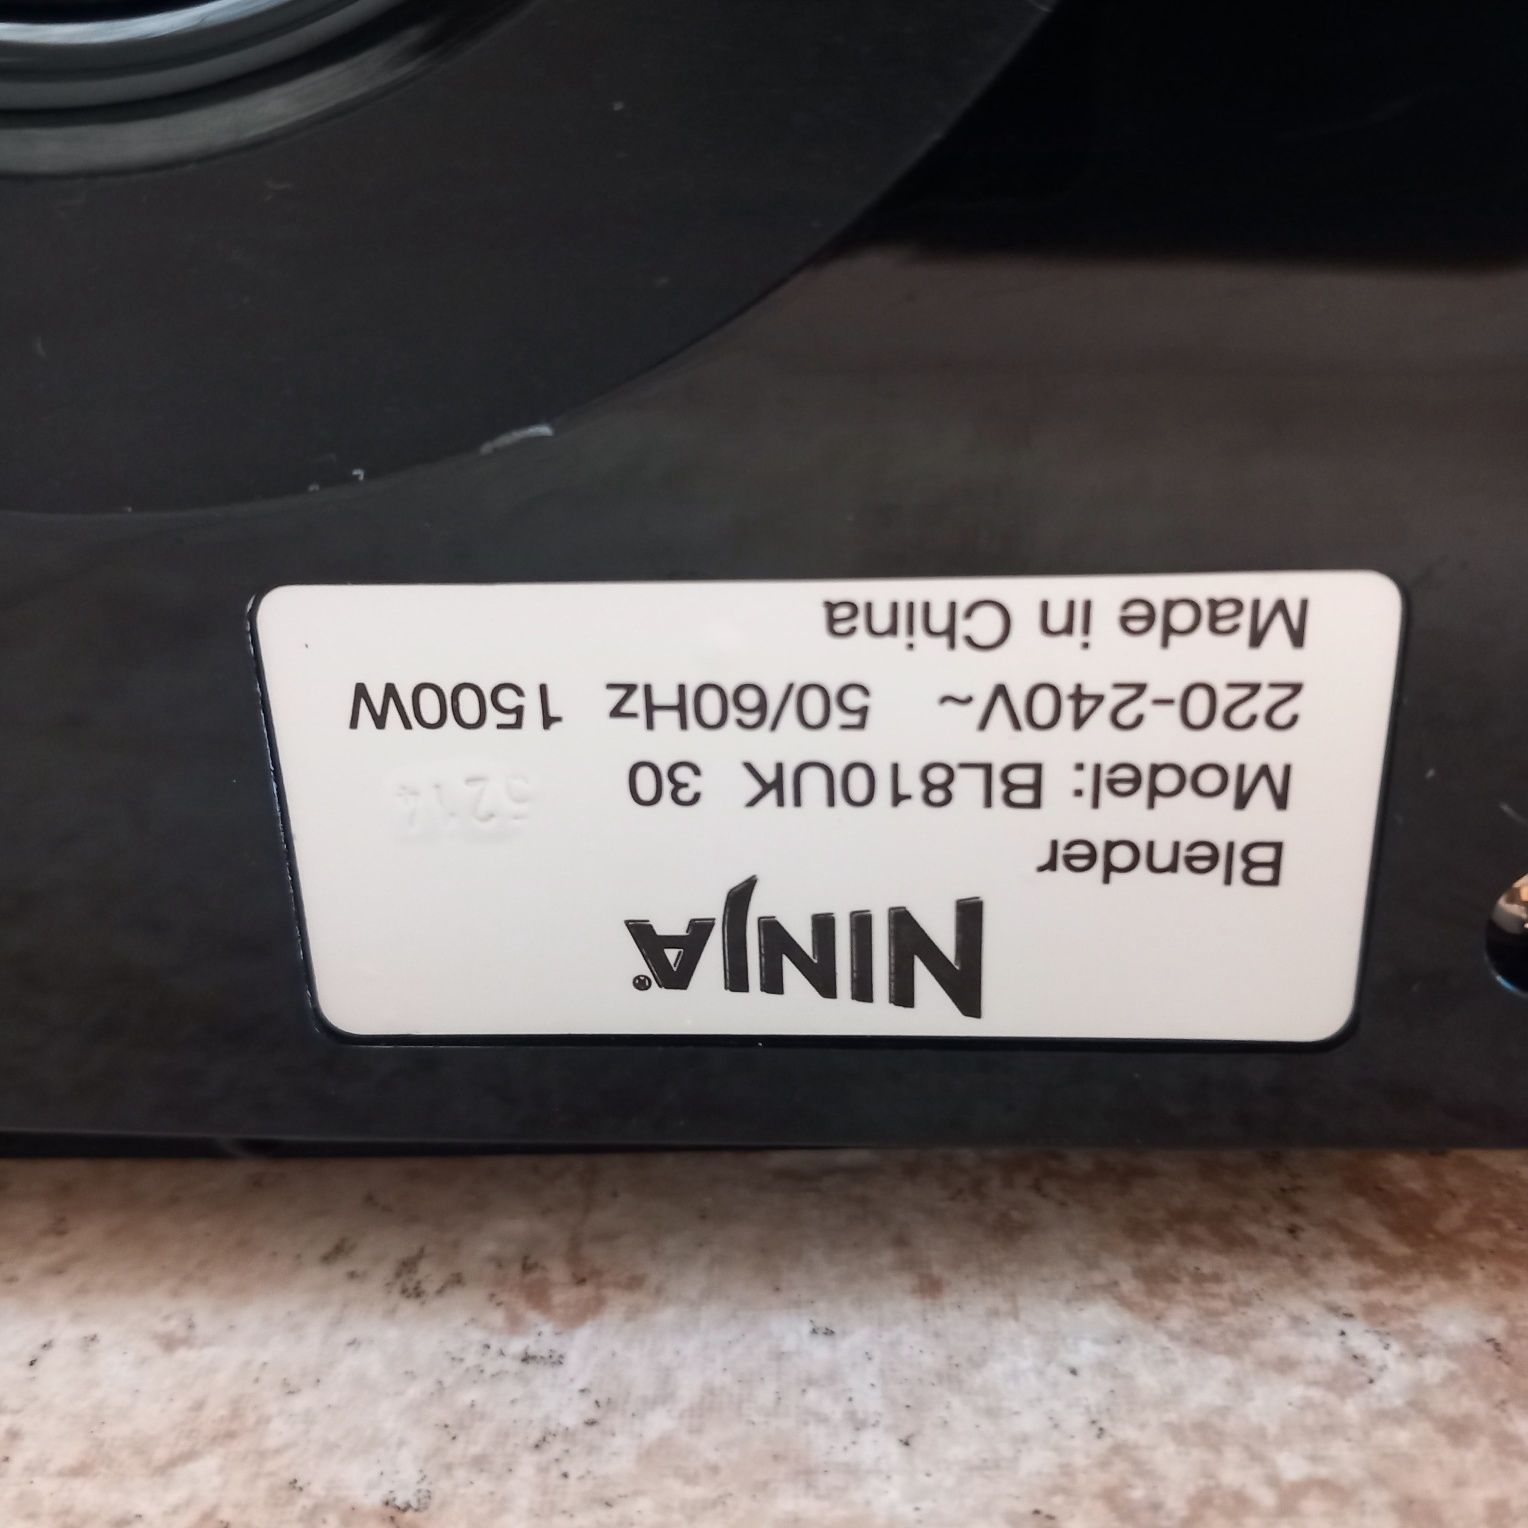 NINJA®
Blender
Model: BL810UK 30
220-240V~ 50/60Hz 1500W
Made in China
5214